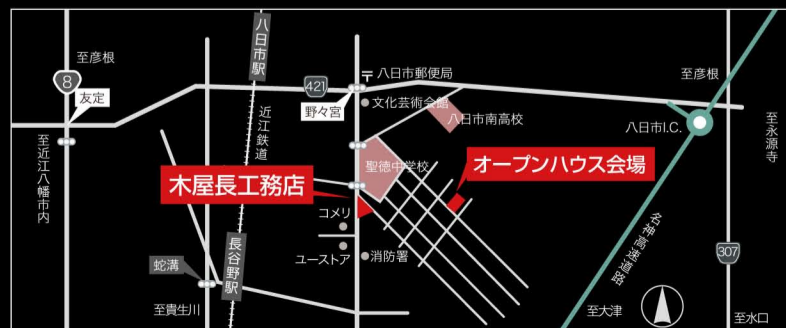 至彦根
8
友定
至近江八幡市内
八日市駅
近江鉄道
長谷野駅
蛇溝
至貴生川
421
野々宮
〒八日市郵便局
文化芸術会館
八日市南高校
聖徳中学校
木屋長工務店
オープンハウス会場
コメリ
ユーストア
消防署
至彦根
八日市I.C.
至永源寺
名神高速道路
307
至大津
至水口